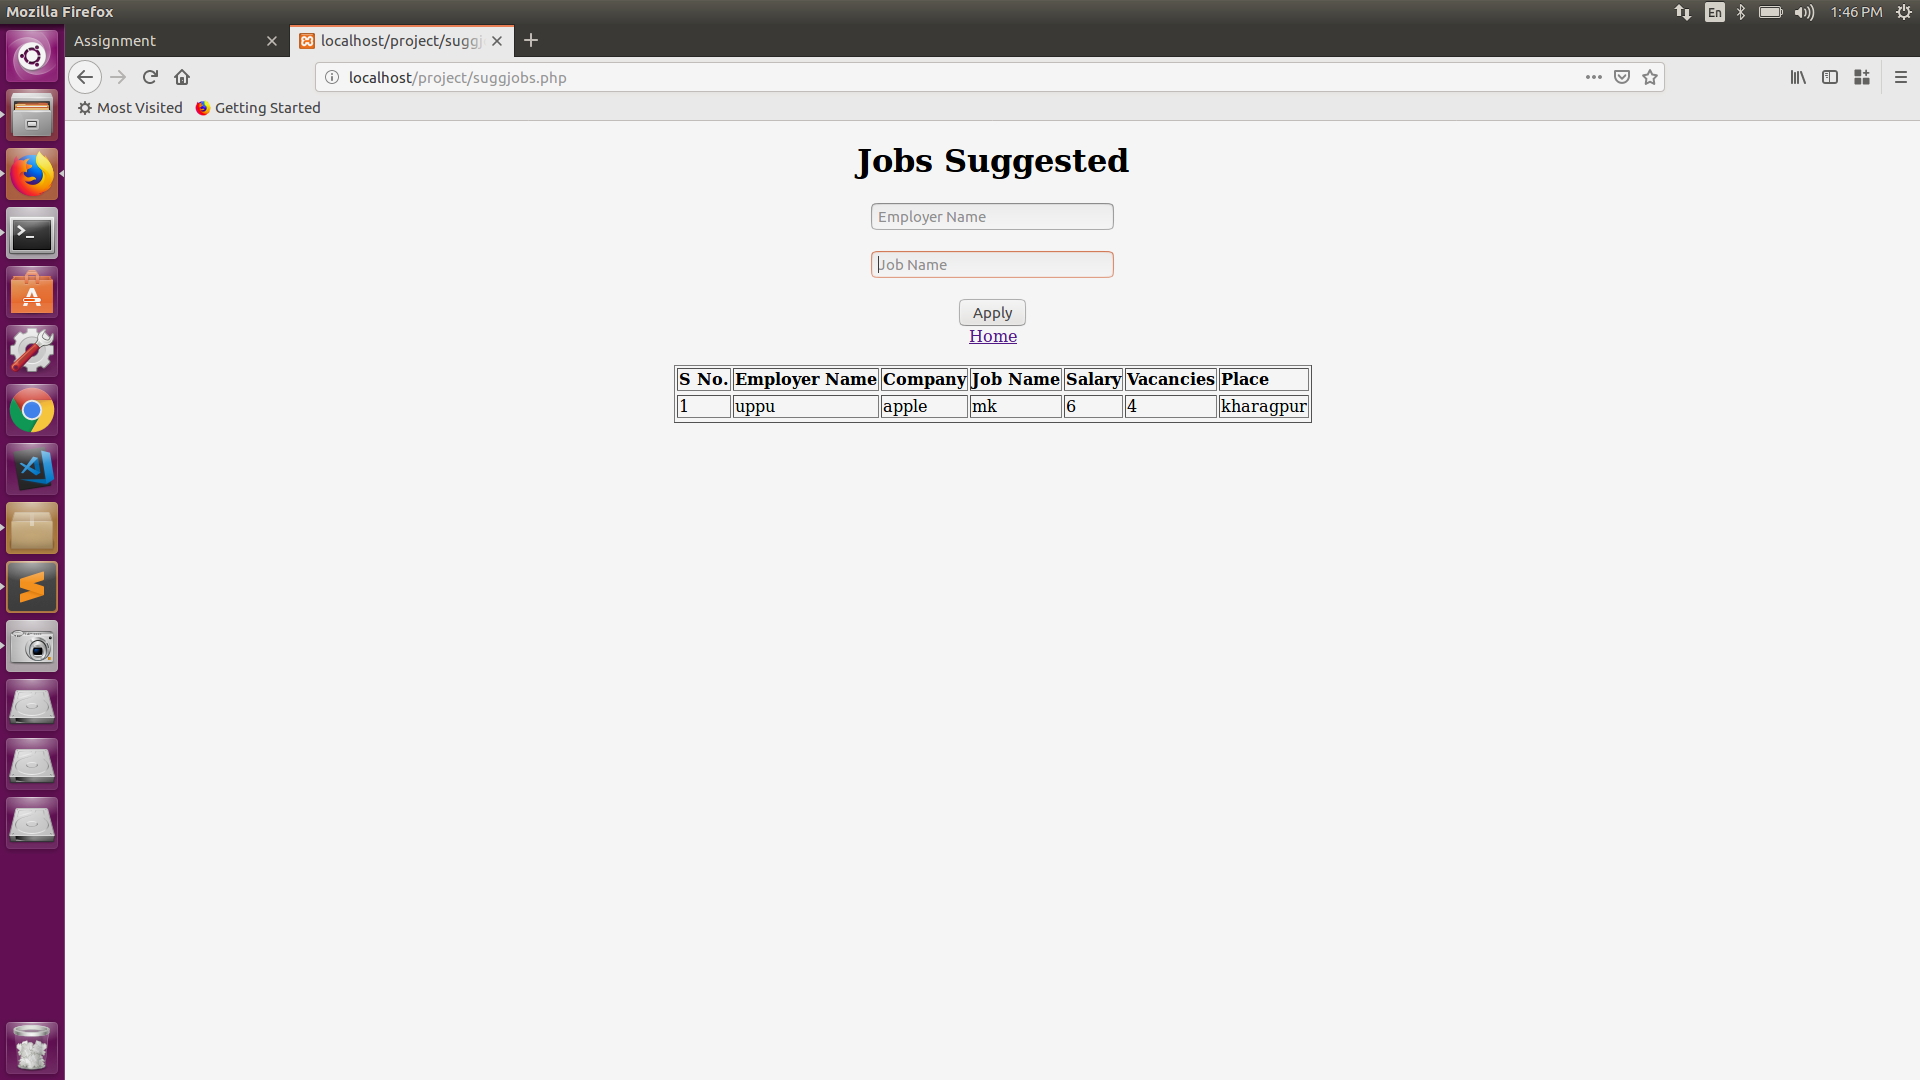 Mozilla Firefox
En
1:46 PM
Assignment
localhost/project/suggj
localhost/project/suggjobs.php
Most Visited
Getting Started
Jobs Suggested
Employer Name
Job Name
Apply
Home
S No. Employer Name Company Job Name Salary Vacancies Place
1 uppu apple mk 6 4 kharagpur